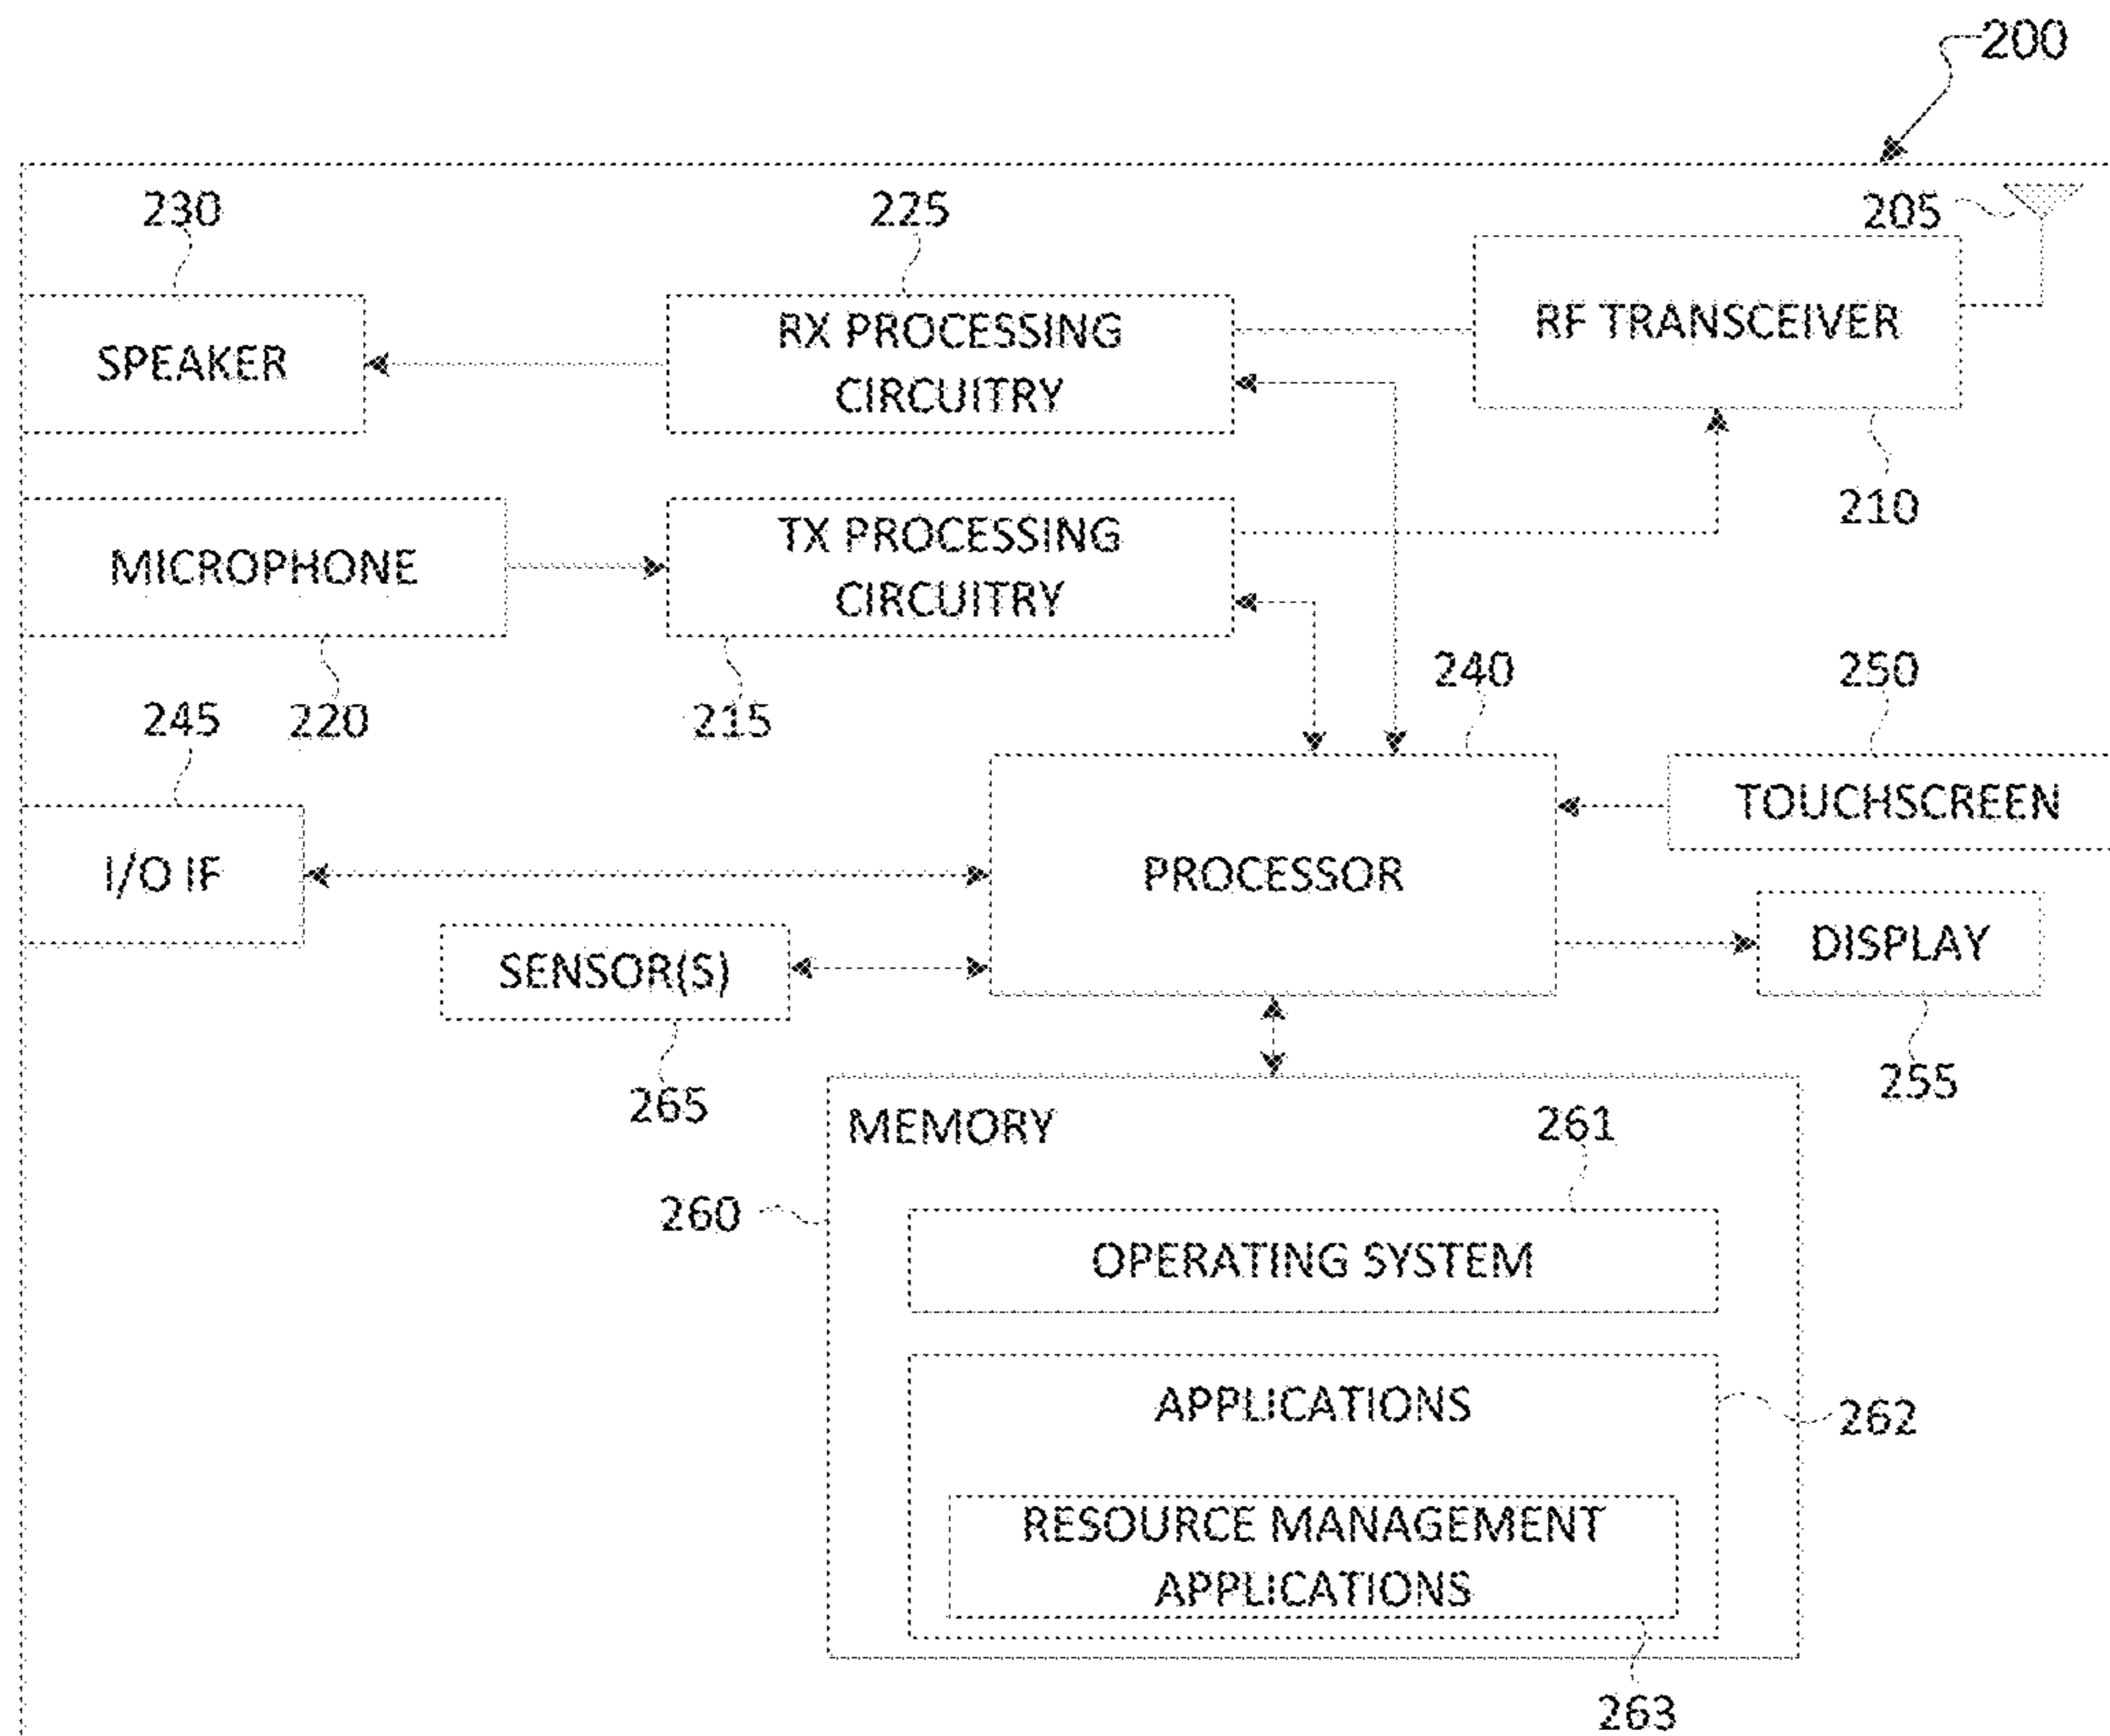 200
230
225
205
SPEAKER
RX PROCESSING
CIRCUITRY
RF TRANSCEIVER
210
MICROPHONE
TX PROCESSING
CIRCUITRY
245
220
215
240
250
I/O IF
PROCESSOR
TOUCHSCREEN
SENSOR(S)
DISPLAY
265
255
MEMORY
261
260
OPERATING SYSTEM
APPLICATIONS
262
RESOURCE MANAGEMENT
APPLICATIONS
263